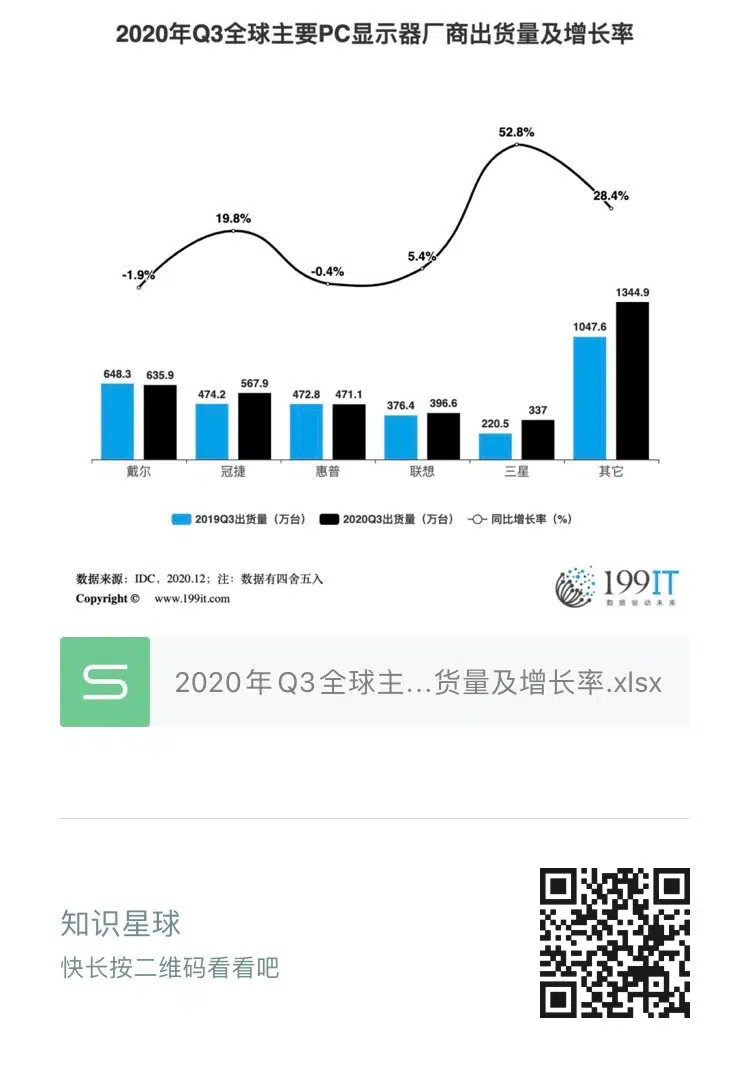 2020年Q3全球主要PC显示器厂商出货量及增长率
52.8%
28.4%
19.8%
5.4%
-0.4%
-1.9%
1344.9
1047.6
648.3 635.9
474.2 567.9
472.8 471.1
376.4 396.6
220.5 337
戴尔 冠捷 惠普 联想 三星 其它
2019Q3出货量（万台） 2020Q3出货量（万台） 同比增长率（%）
数据来源：IDC，2020.12；注：数据有四舍五入
Copyright © www.199it.com
199IT
数据驱动未来
2020年Q3全球主...货量及增长率.xlsx
知识星球
快长按二维码看看吧